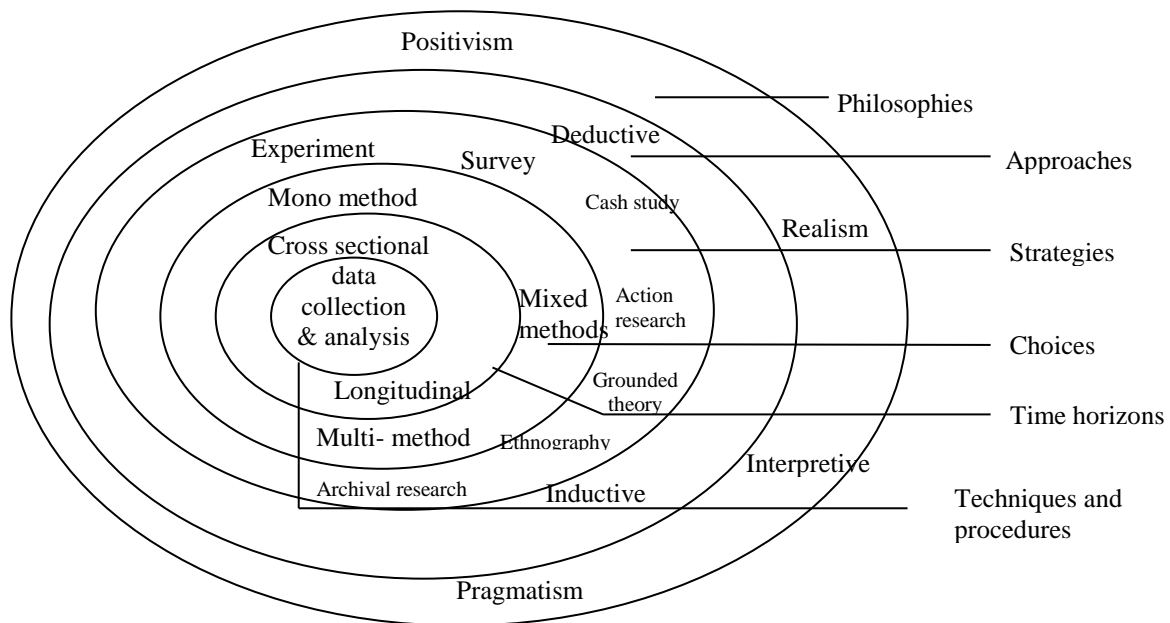 Positivism
Philosophies
Deductive
Experiment
Survey
Approaches
Mono method
Cash study
Realism
Cross sectional
Strategies
data
collection
& analysis
Mixed
methods
Action
research
Choices
Longitudinal
Grounded
theory
Time horizons
Multi- method
Ethnography
Interpretive
Archival research
Inductive
Techniques and
procedures
Pragmatism